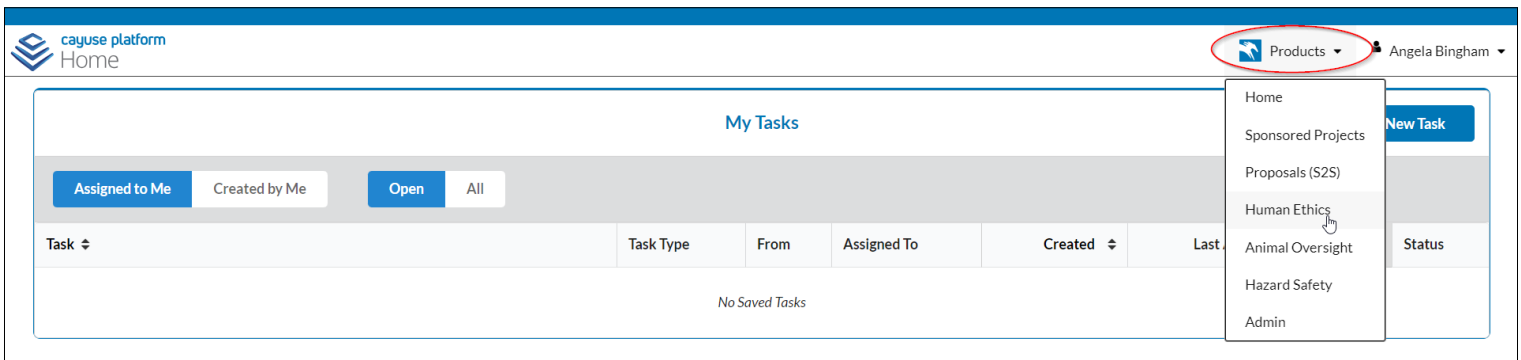 cayuse platform
Home
Products
Angela Bingham
My Tasks
New Task
Assigned to Me
Created by Me
Open
All
Task
Task Type
From
Assigned To
Created
Last
Status
No Saved Tasks
Home
Sponsored Projects
Proposals (S2S)
Human Ethics
Animal Oversight
Hazard Safety
Admin